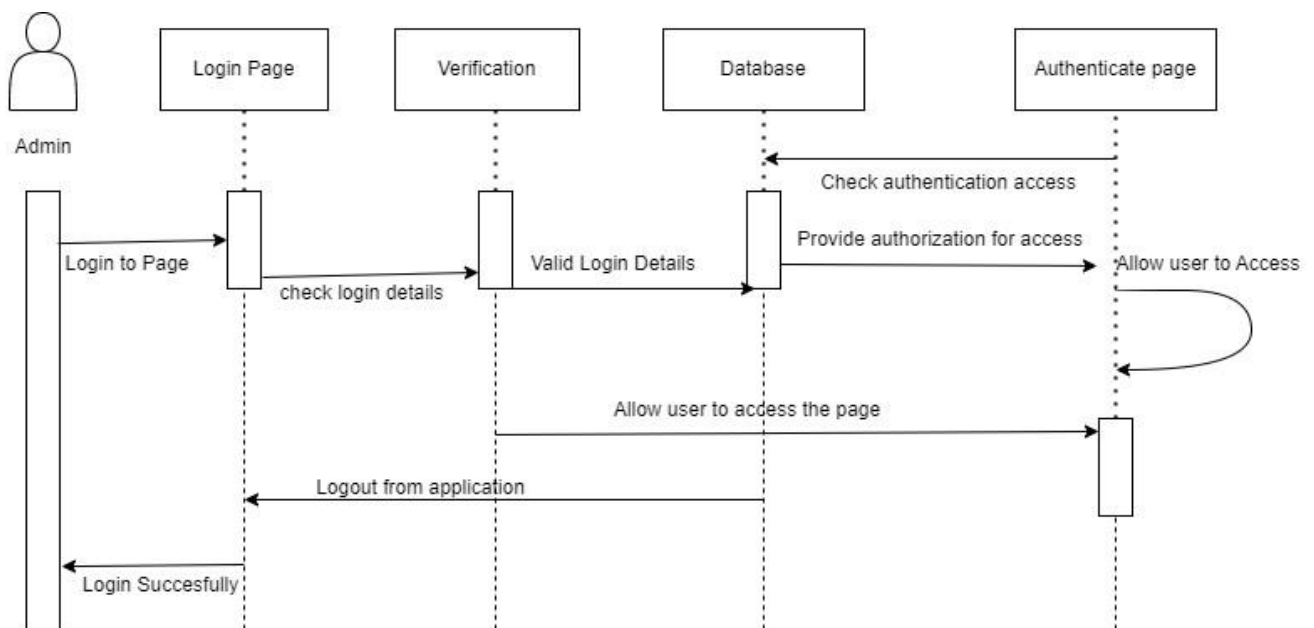 Login Page
Verification
Database
Authenticate page
Admin
Check authentication access
Provide authorization for access
Login to Page
Valid Login Details
Allow user to Access
check login details
Allow user to access the page
Logout from application
Login Succesfully